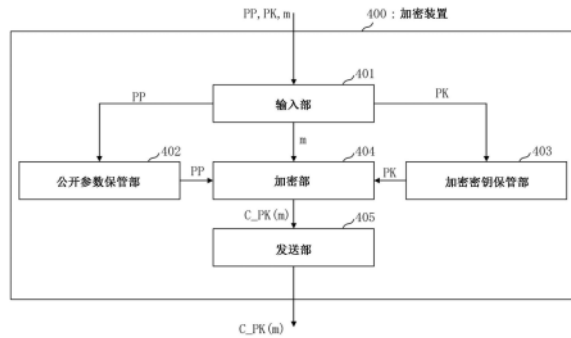 PP,PK,m
400：加密装置
401
输入部
PP
PK
m
402
404
403
公开参数保管部
PP
加密部
PK
加密密钥保管部
C_PK(m)
405
发送部
C_PK(m)